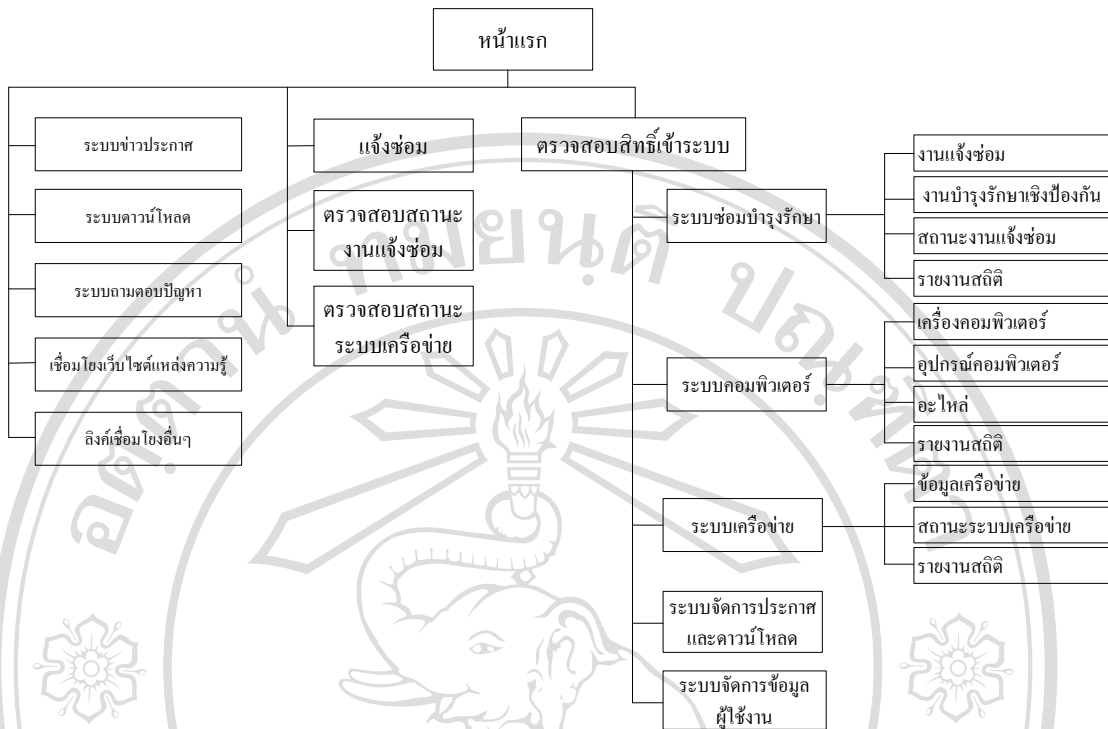 หน้าแรก
ระบบข่าวประกาศ
ระบบดาวน์โหลด
ระบบถามตอบปัญหา
เชื่อมโยงเว็บไซต์แหล่งความรู้
ลิงค์เชื่อมโยงอื่นๆ
แจ้งซ่อม
ตรวจสอบสถานะ
งานแจ้งซ่อม
ตรวจสอบสถานะ
ระบบเครือข่าย
ตรวจสอบสิทธิ์เข้าระบบ
ระบบซ่อมบำรุงรักษา
งานแจ้งซ่อม
งานบำรุงรักษาเชิงป้องกัน
สถานะงานแจ้งซ่อม
รายงานสถิติ
ระบบคอมพิวเตอร์
เครื่องคอมพิวเตอร์
อุปกรณ์คอมพิวเตอร์
อะไหล่
รายงานสถิติ
ระบบเครือข่าย
ข้อมูลเครือข่าย
สถานะระบบเครือข่าย
รายงานสถิติ
ระบบจัดการประกาศ
และดาวน์โหลด
ระบบจัดการข้อมูล
ผู้ใช้งาน
อตฺตานํ ทมยนฺติ ปณฺฑิตา